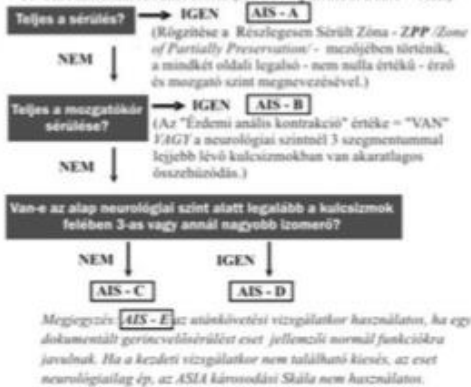 Teljes a sérülés? IGEN AIS - A
(Rögzítése a Részlegesen Sérült Zóna - ZPP /Zone
of Partially Preservation/ - mezőjében történik,
a mindkét oldali legalsó - nem nulla értékű - érző
és mozgató szint megnevezésével.)
NEM
Teljes a mozgatókör
sérülése? IGEN AIS - B
(Az "Érdemi anális kontrakció" értéke = "VAN"
VAGY a neurológiai szintnél 3 szegmentummal
lejjebb lévő kulcsizmokban van akaratlagos
összehúzódás.)
NEM
Van-e az alap neurológiai szint alatt legalább a kulcsizmok
felében 3-as vagy annál nagyobb izomerő?
NEM IGEN
AIS - C AIS - D
Megjegyzés: AIS - E az utánkövetési vizsgálatkor használatos, ha egy
dokumentált gerincvelősérülést eset jellemzői normál funkciókra
javulnak. Ha a kezdeti vizsgálatkor nem található kiesés, az eset
neurológiailag ép, az ASIA károsodási Skála nem használatos.